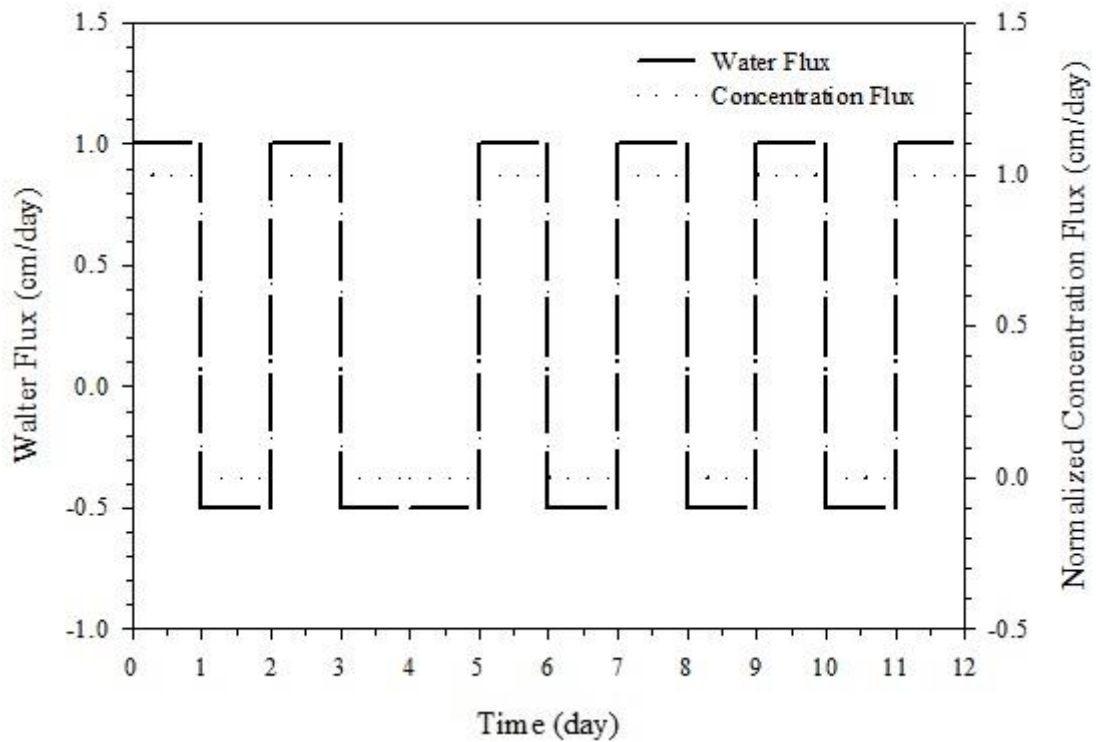 1.5
1.0
0.5
0.0
-0.5
-1.0
Walter Flux (cm/day)
Water Flux
Concentration Flux
1.5
1.0
0.5
0.0
-0.5
Normalized Concentration Flux (cm/day)
0 1 2 3 4 5 6 7 8 9 10 11 12
Time (day)